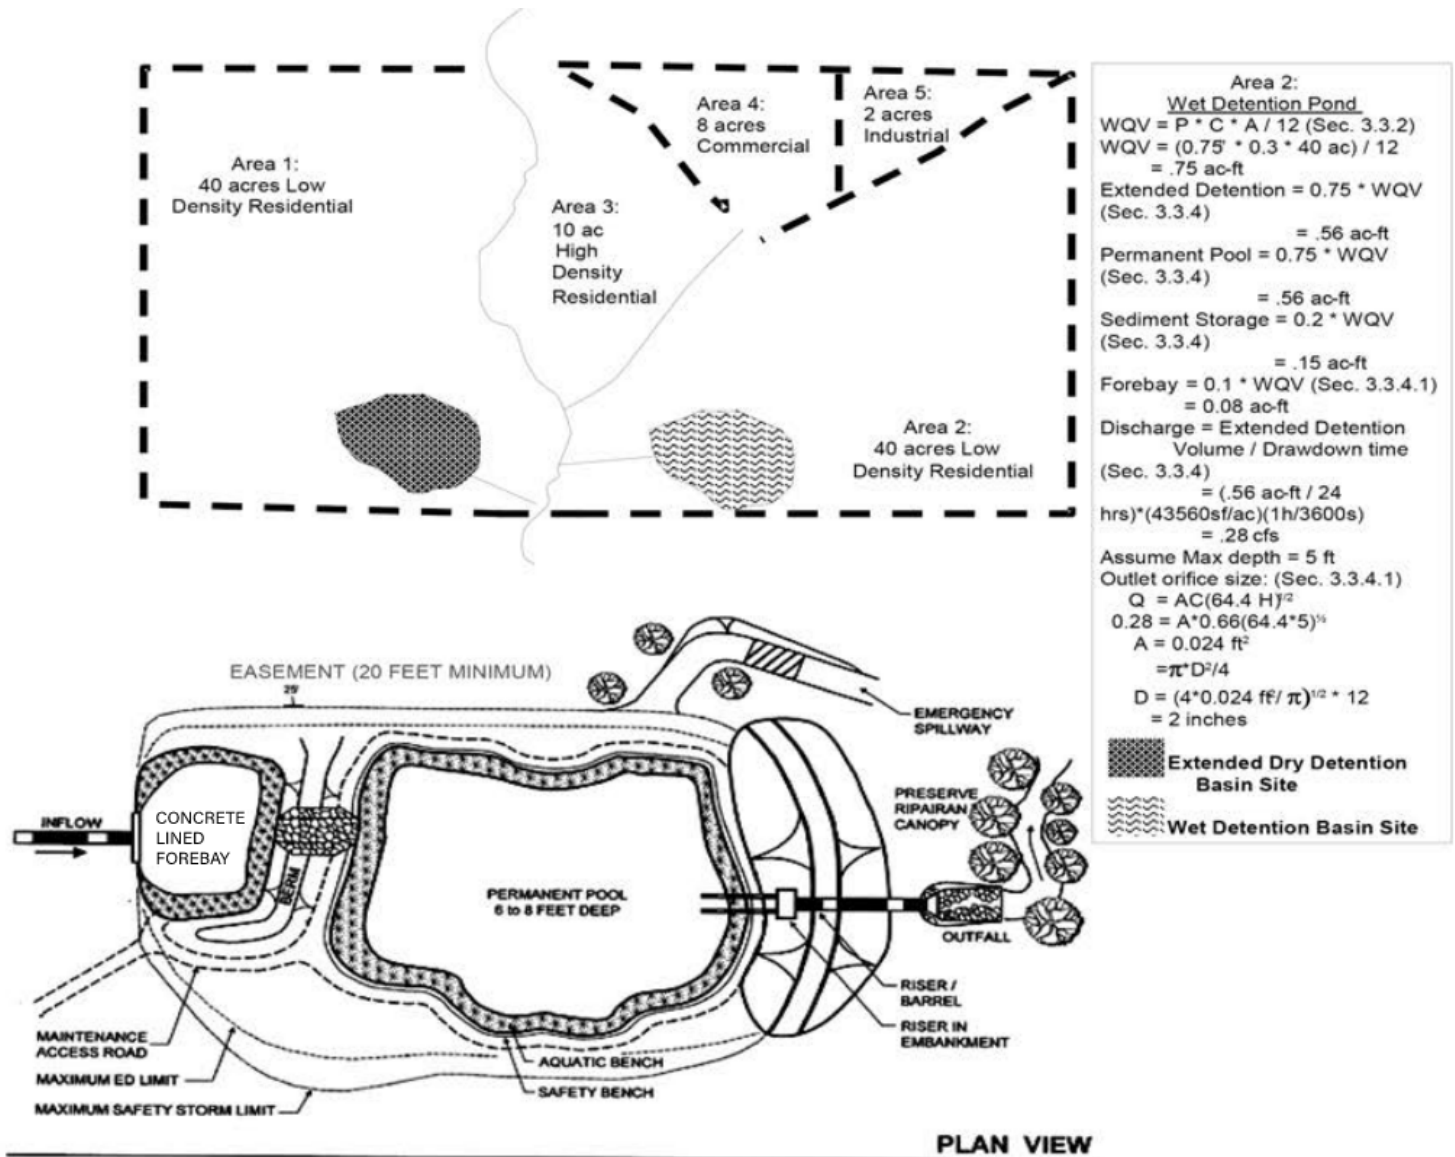 Area 1:
40 acres Low
Density Residential
Area 3:
10 ac
High
Density
Residential
Area 4:
8 acres
Commercial
Area 5:
2 acres
Industrial
Area 2:
40 acres Low
Density Residential
Area 2:
Wet Detention Pond
WQV = P * C * A / 12 (Sec. 3.3.2)
WQV = (0.75' * 0.3 * 40 ac) / 12
= .75 ac-ft
Extended Detention = 0.75 * WQV
(Sec. 3.3.4)
= .56 ac-ft
Permanent Pool = 0.75 * WQV
(Sec. 3.3.4)
= .56 ac-ft
Sediment Storage = 0.2 * WQV
(Sec. 3.3.4)
= .15 ac-ft
Forebay = 0.1 * WQV (Sec. 3.3.4.1)
= 0.08 ac-ft
Discharge = Extended Detention
Volume / Drawdown time
(Sec. 3.3.4)
= (.56 ac-ft / 24
hrs)*(43560sf/ac)(1h/3600s)
= .28 cfs
Assume Max depth = 5 ft
Outlet orifice size: (Sec. 3.3.4.1)
Q = AC(64.4 H)^1/2
0.28 = A*0.66(64.4*5)^½
A = 0.024 ft²
=π*D²/4
D = (4*0.024 ft²/ π)^1/2 * 12
= 2 inches
Extended Dry Detention
Basin Site
Wet Detention Basin Site
EASEMENT (20 FEET MINIMUM)
25'
EMERGENCY
SPILLWAY
INFLOW
CONCRETE
LINED
FOREBAY
BERM
PERMANENT POOL
6 to 8 FEET DEEP
PRESERVE
RIPAIRAN
CANOPY
OUTFALL
RISER /
BARREL
RISER IN
EMBANKMENT
MAINTENANCE
ACCESS ROAD
MAXIMUM ED LIMIT
MAXIMUM SAFETY STORM LIMIT
AQUATIC BENCH
SAFETY BENCH
PLAN VIEW